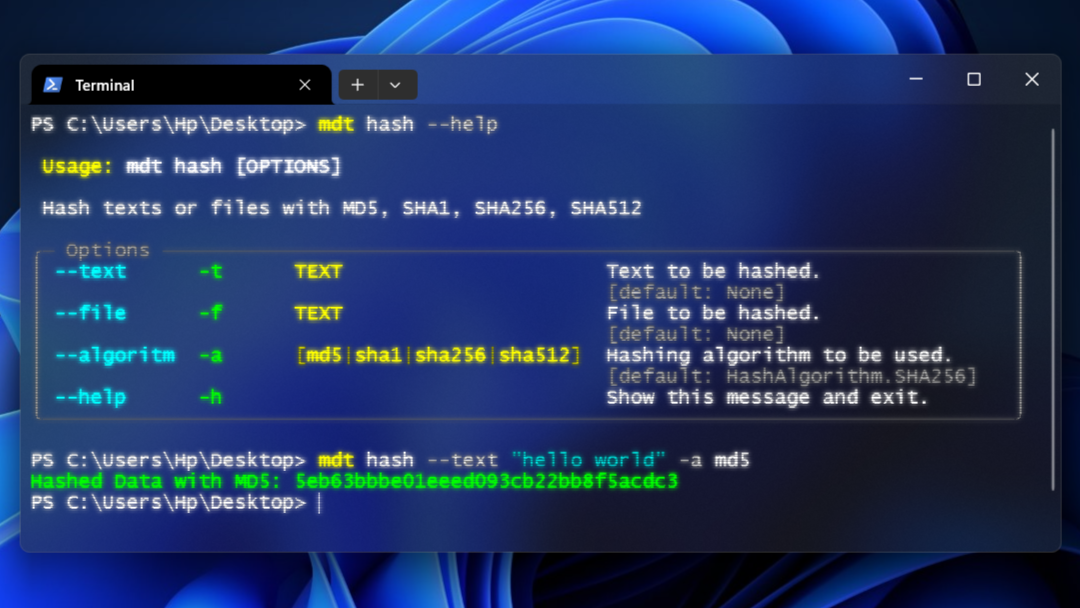 Terminal
PS C:\Users\Hp\Desktop> mdt hash --help
Usage: mdt hash [OPTIONS]
Hash texts or files with MD5, SHA1, SHA256, SHA512
Options
--text -t TEXT Text to be hashed.
[default: None]
--file -f TEXT File to be hashed.
[default: None]
--algoritm -a [md5|sha1|sha256|sha512] Hashing algorithm to be used.
[default: HashAlgorithm.SHA256]
--help -h Show this message and exit.
PS C:\Users\Hp\Desktop> mdt hash --text "hello world" -a md5
Hashed Data with MD5: 5eb63bbbe01eeed093cb22bb8f5acdc3
PS C:\Users\Hp\Desktop>